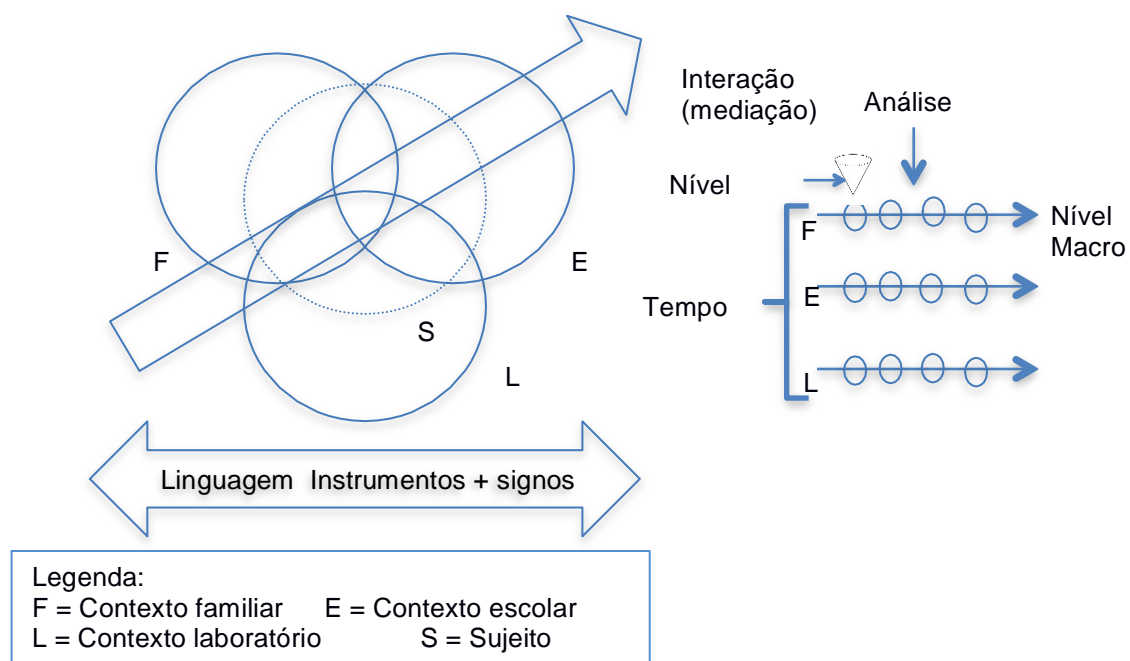 Interação
(mediação)
Análise
Nível
F
Nível
Macro
F
E
E
Tempo
S
L
L
Linguagem Instrumentos + signos
Legenda:
F = Contexto familiar E = Contexto escolar
L = Contexto laboratório S = Sujeito